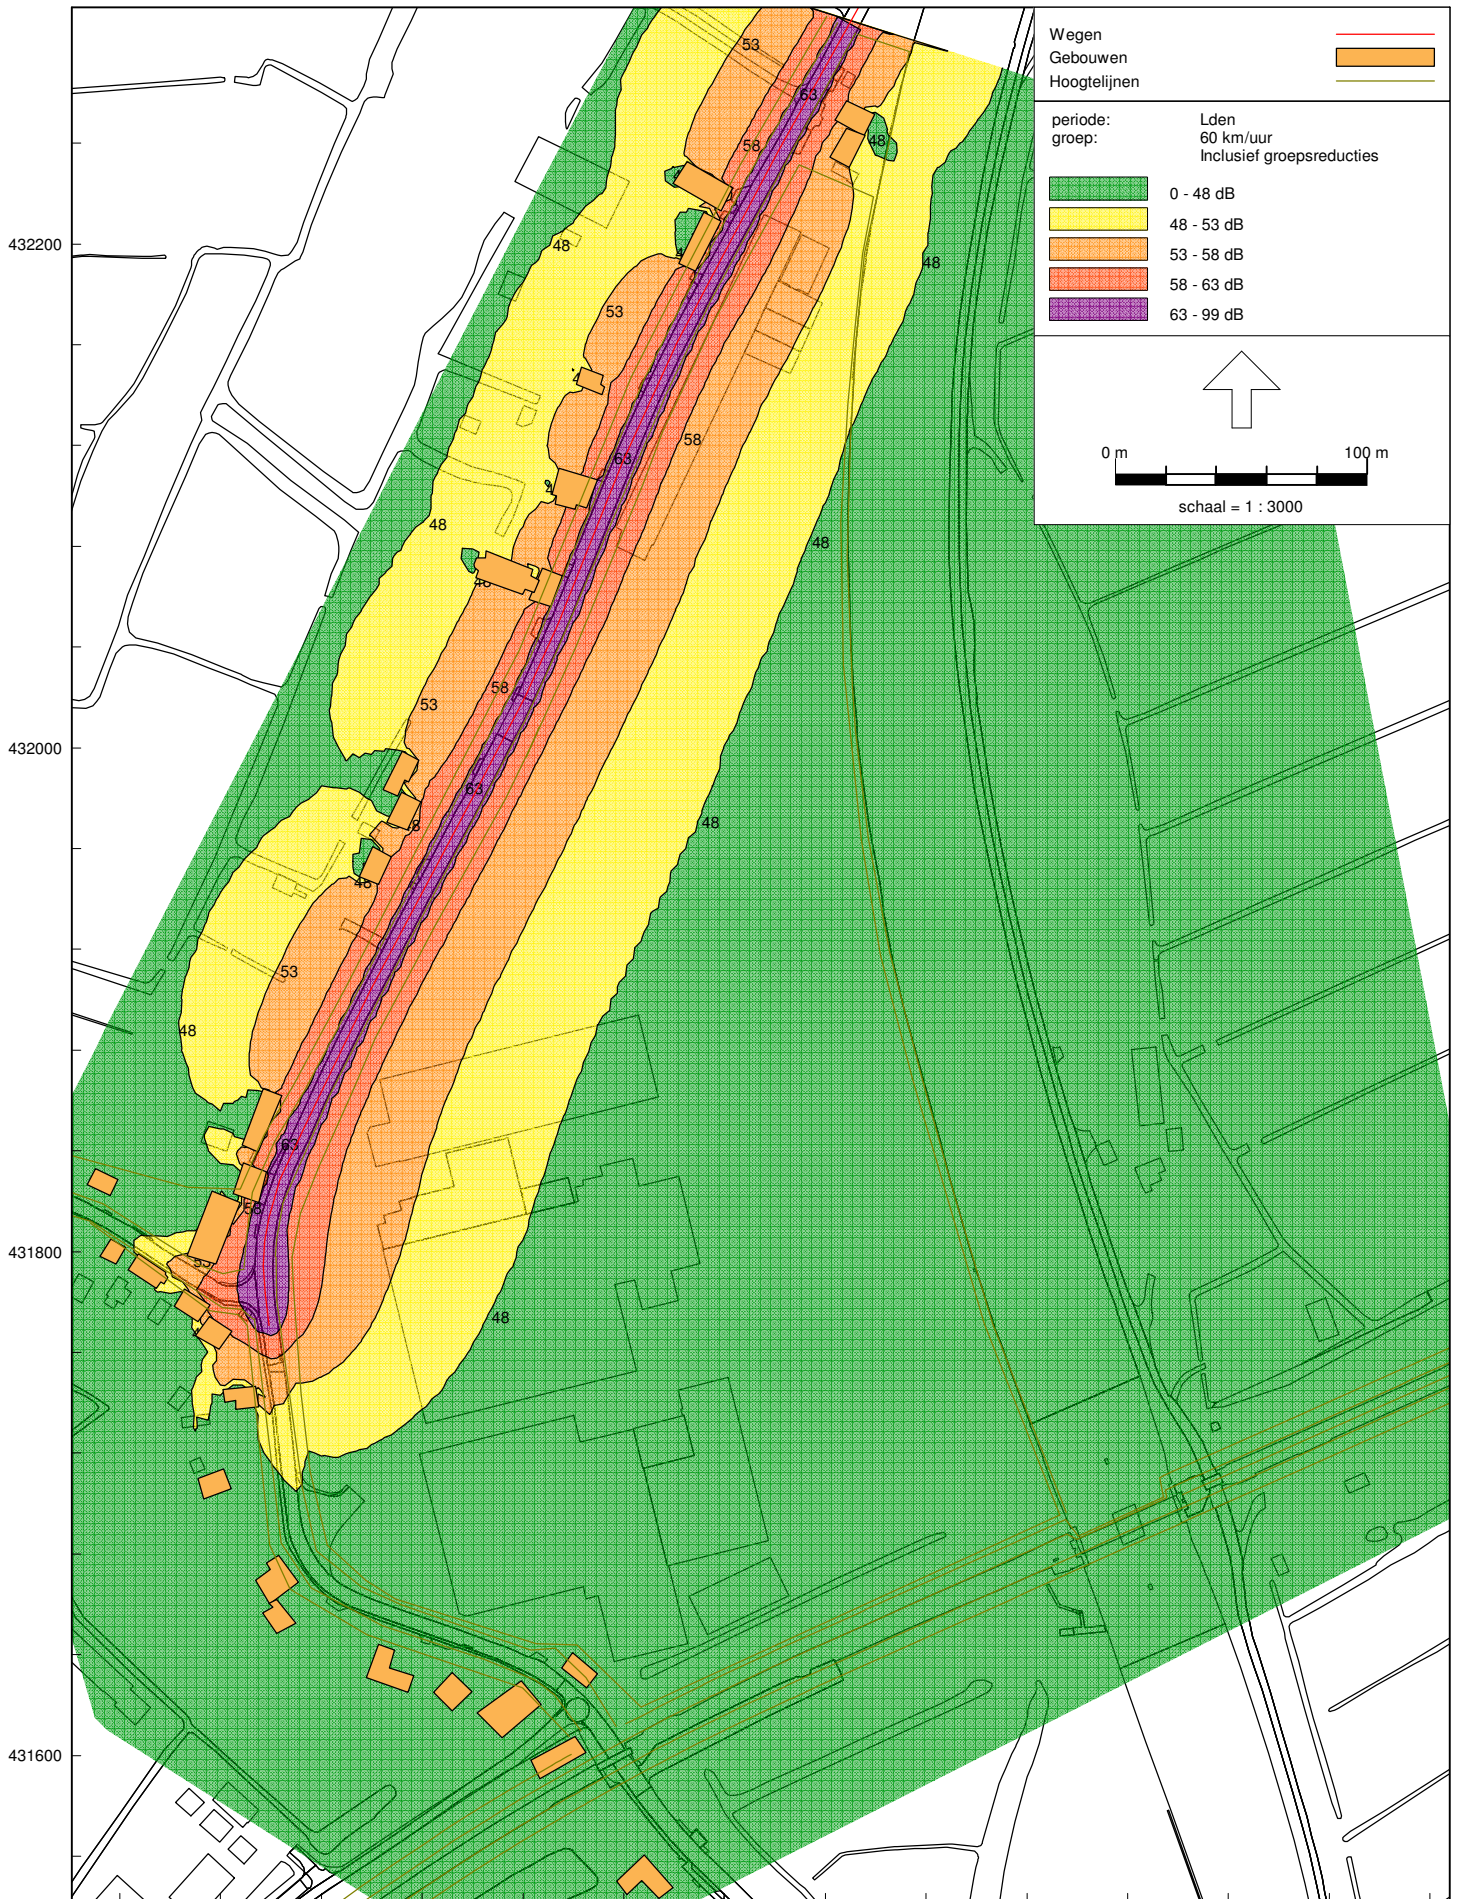 Wegen
Gebouwen
Hoogtelijnen
periode: Lden
groep: 60 km/uur
Inclusief groepsreducties
0 - 48 dB
48 - 53 dB
53 - 58 dB
58 - 63 dB
63 - 99 dB
0 m 100 m
schaal = 1 : 3000
53
63
58
48
432200
48
48
53
58
63
48
48
48
58
53
432000
63
48
48
53
48
63
58
431800
53
48
431600